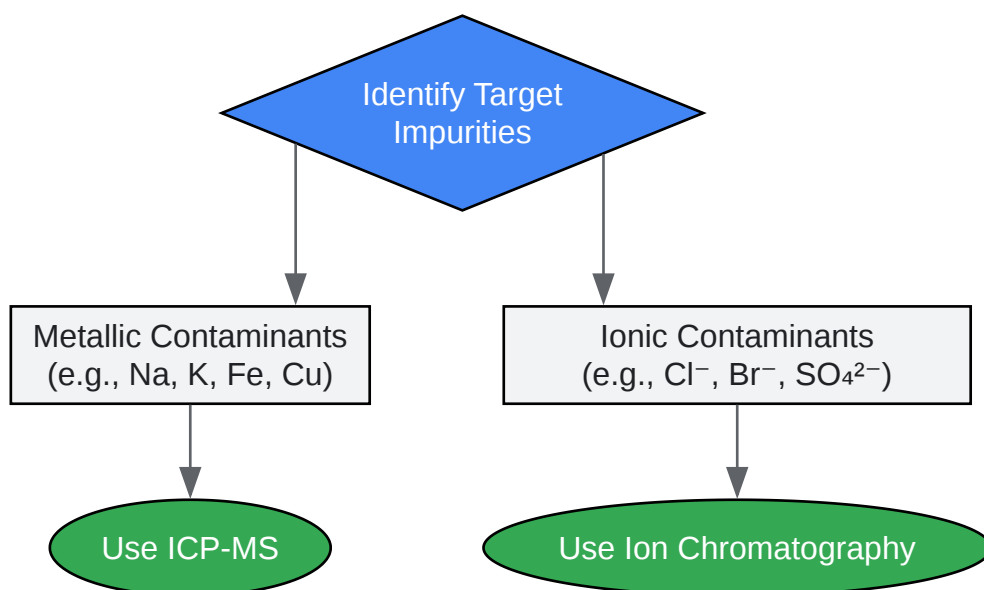 Identify Target
Impurities
Metallic Contaminants
(e.g., Na, K, Fe, Cu)
Ionic Contaminants
(e.g., Cl⁻, Br⁻, SO₄²⁻)
Use ICP-MS
Use Ion Chromatography